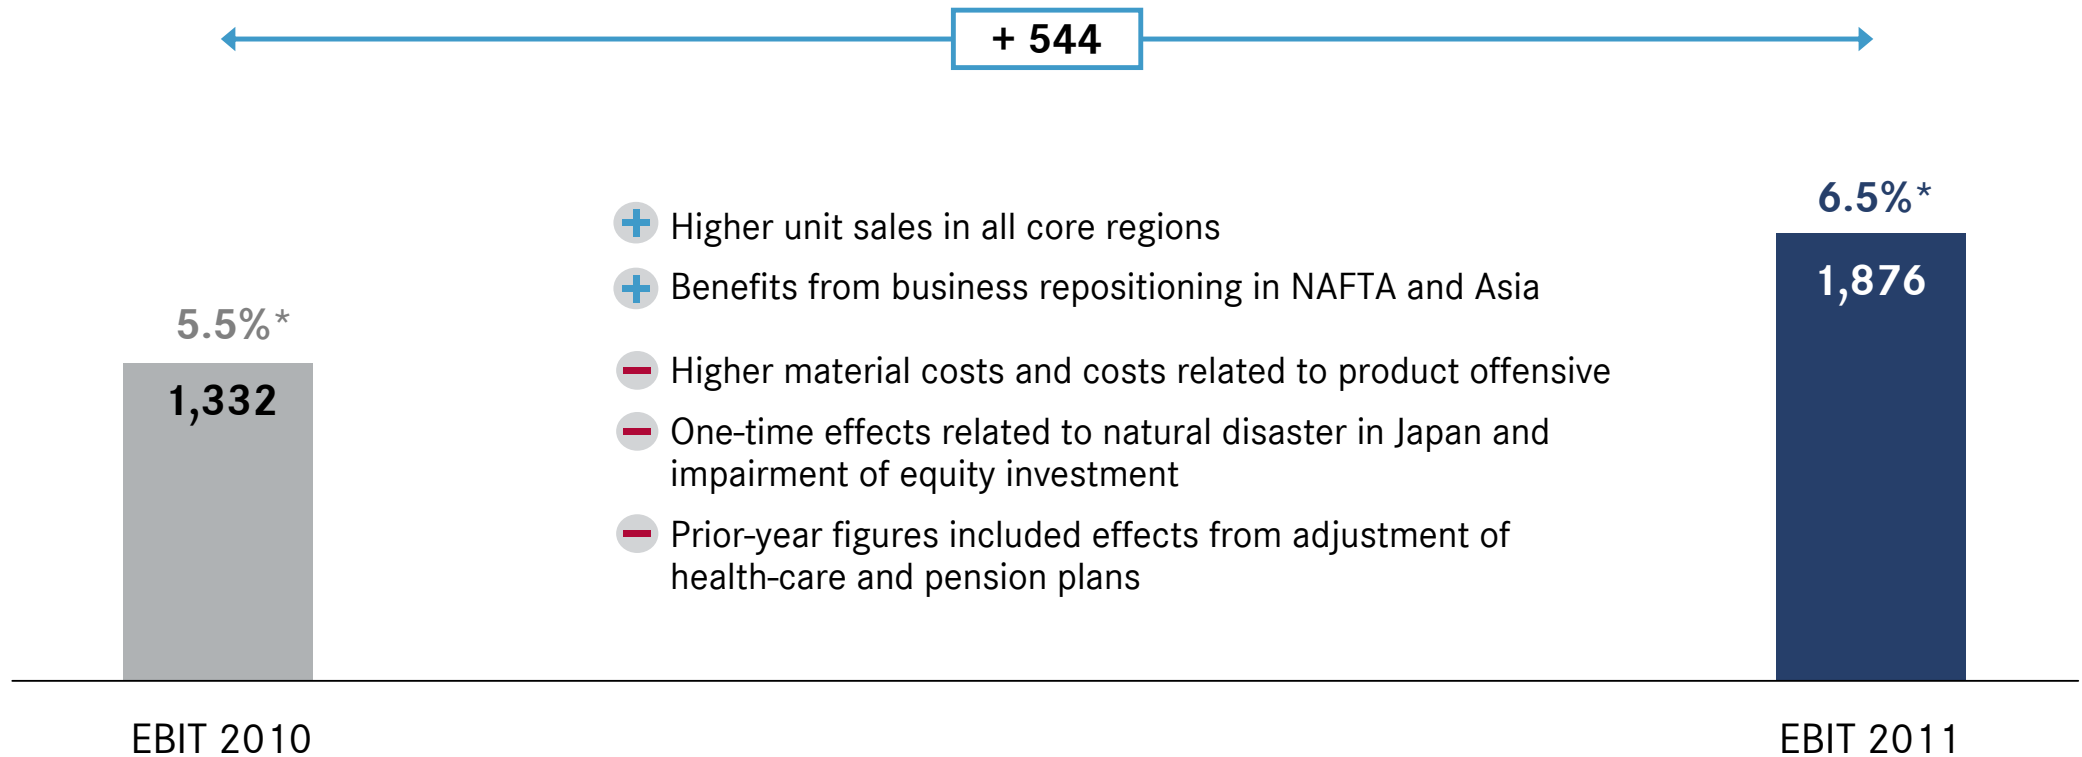 + 544
6.5%*
Higher unit sales in all core regions
1,876
Benefits from business repositioning in NAFTA and Asia
5.5%*
Higher material costs and costs related to product offensive
1,332
One-time effects related to natural disaster in Japan and
impairment of equity investment
Prior-year figures included effects from adjustment of
health-care and pension plans
EBIT 2010
EBIT 2011